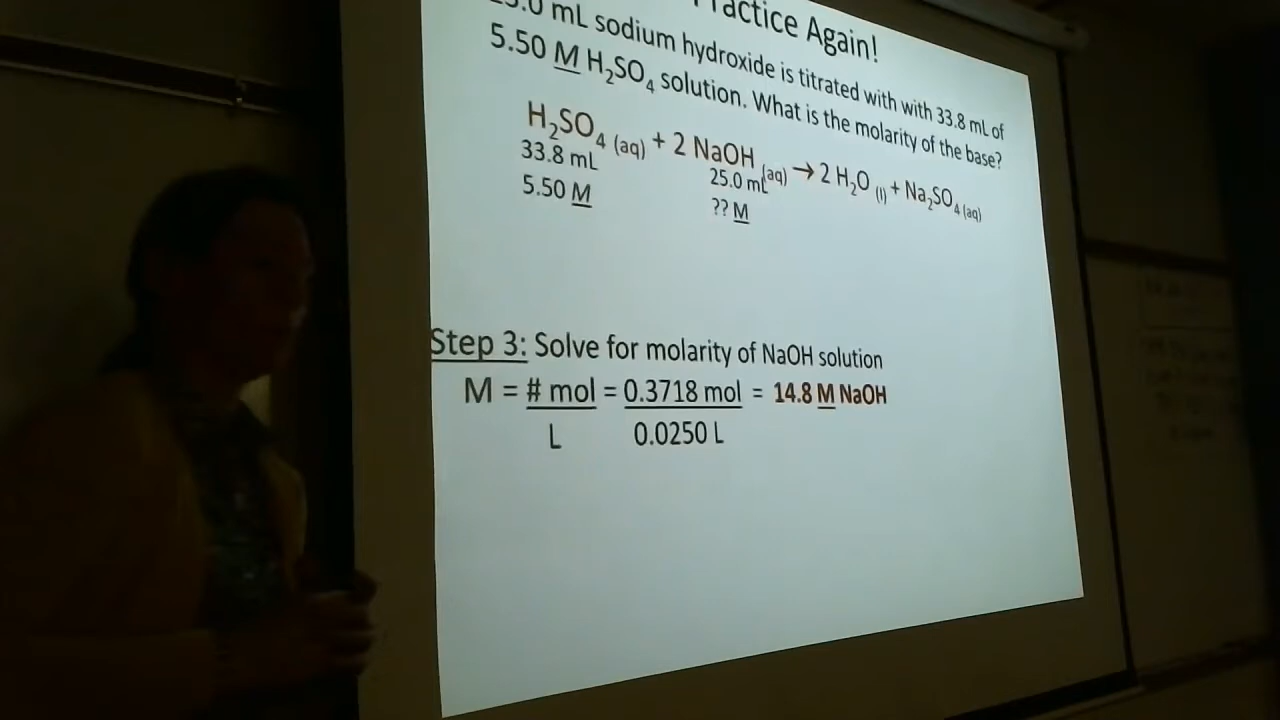 Practice Again!
25.0 mL sodium hydroxide is titrated with with 33.8 mL of
5.50 M H₂SO₄ solution. What is the molarity of the base?
H₂SO₄ (aq) + 2 NaOH (aq) → 2 H₂O (l) + Na₂SO₄ (aq)
33.8 mL 25.0 mL
5.50 M ?? M
Step 3: Solve for molarity of NaOH solution
M = # mol = 0.3718 mol = 14.8 M NaOH
L 0.0250 L